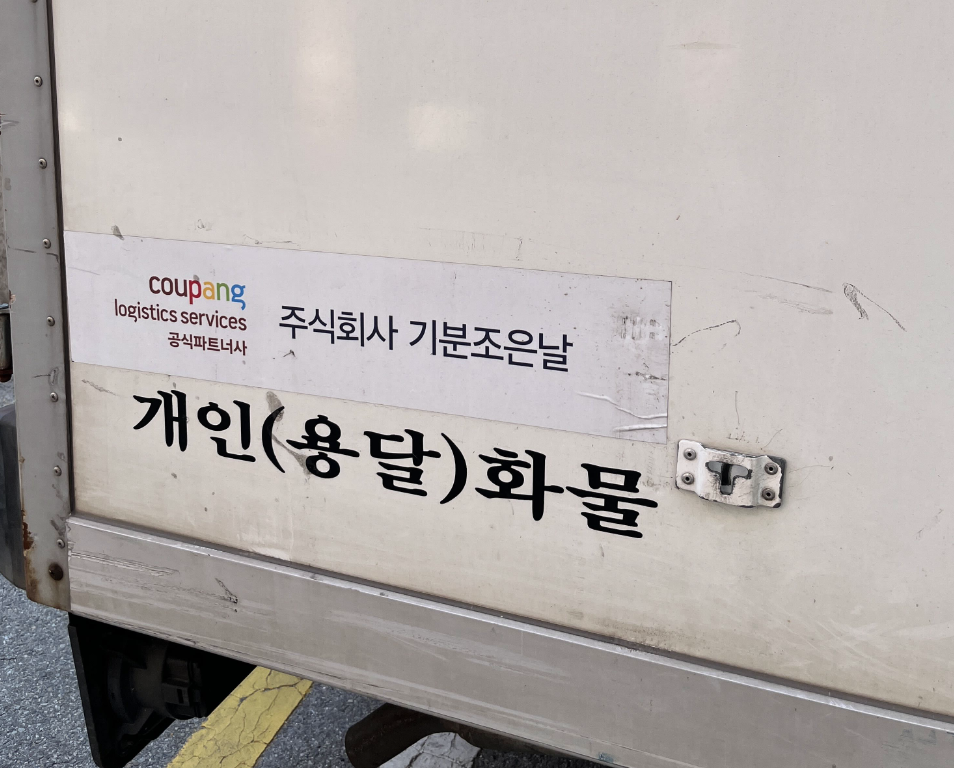 coupang
logistics services
공식파트너사
주식회사 기분조은날
개인(용달)화물